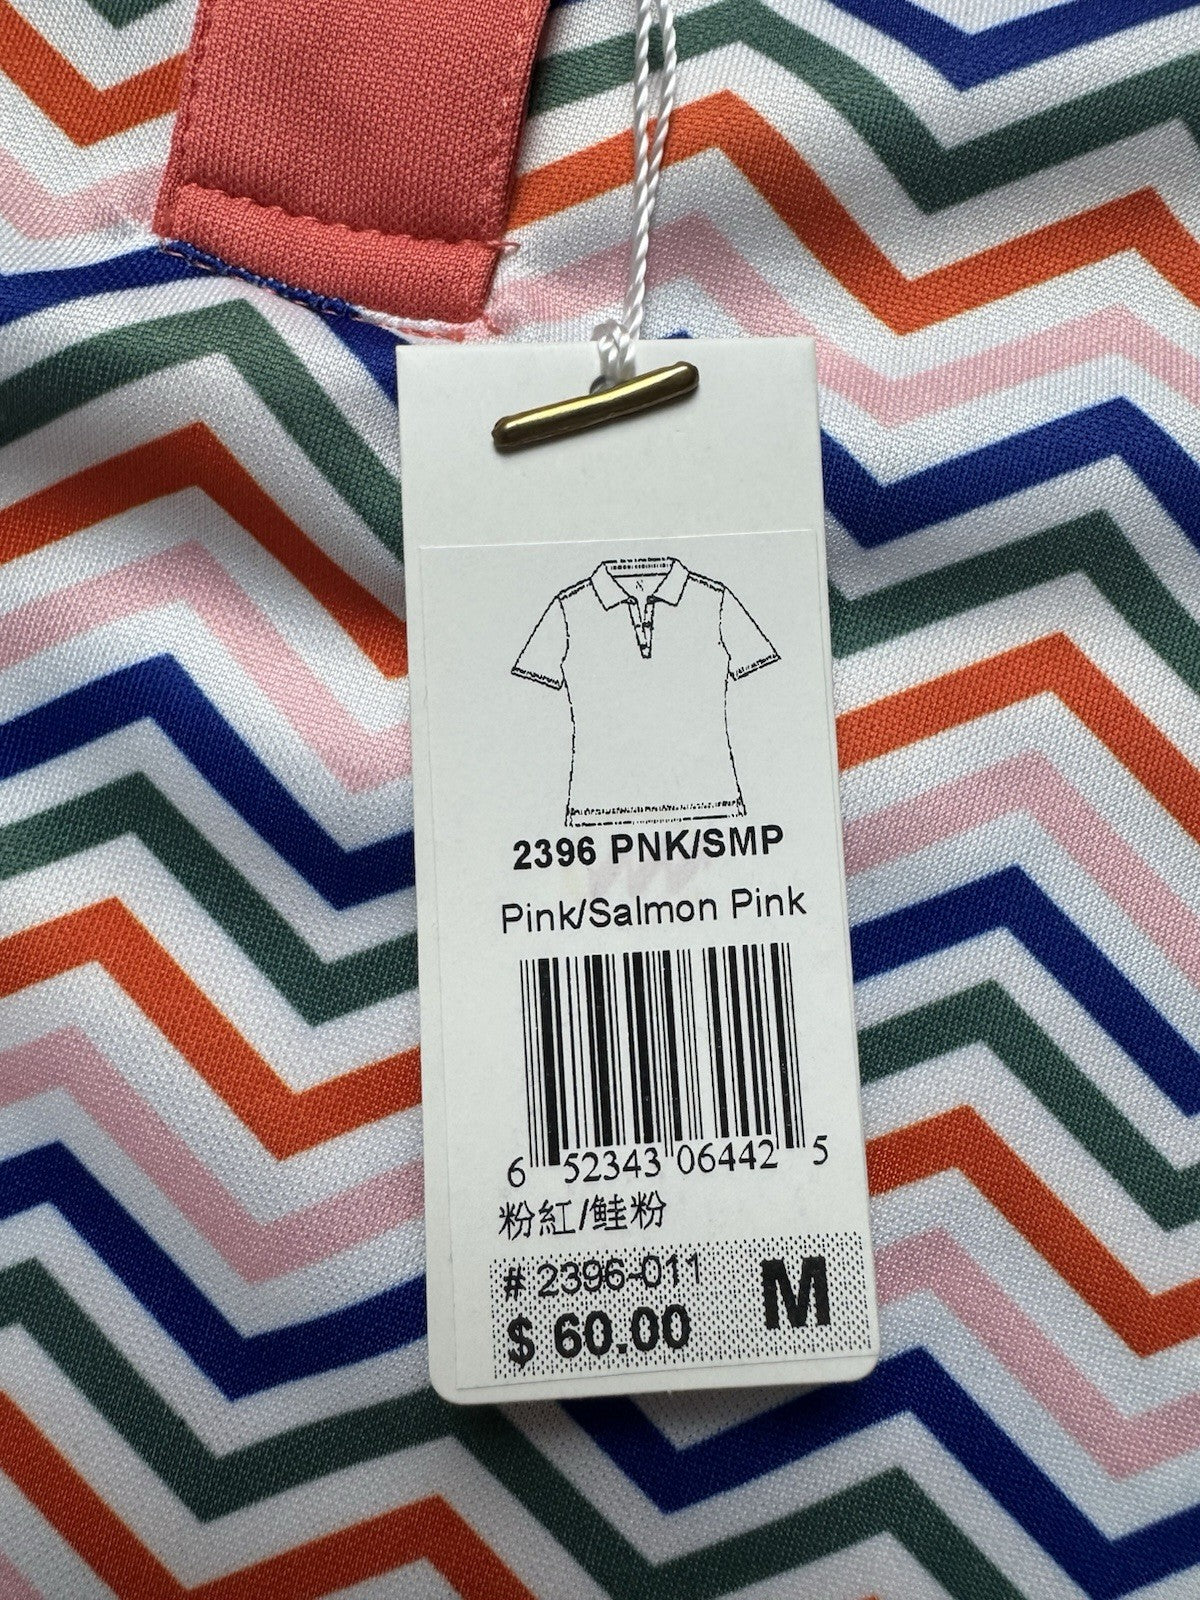 2396 PNK/SMP
Pink/Salmon Pink
6 52343 06442 5
粉紅/鮭粉
# 2396-011
$ 60.00 M